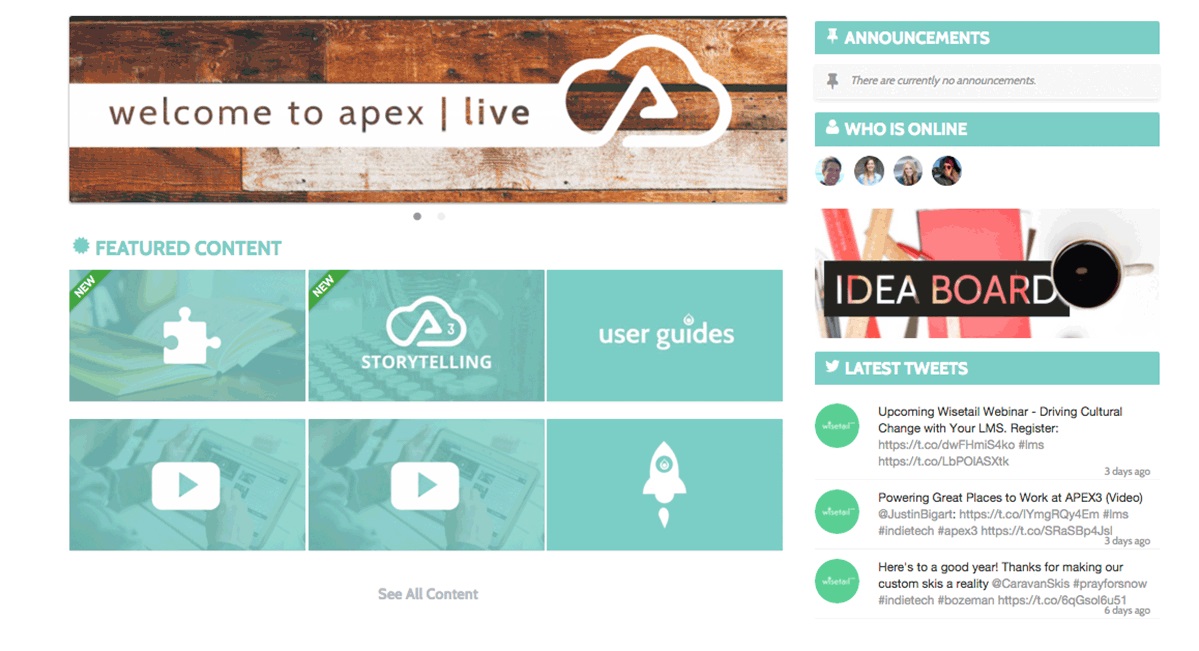 welcome to apex | live
FEATURED CONTENT
NEW
NEW
3
STORYTELLING
user guides
See All Content
ANNOUNCEMENTS
There are currently no announcements.
WHO IS ONLINE
IDEA BOARD
LATEST TWEETS
wisetail
Upcoming Wisetail Webinar - Driving Cultural
Change with Your LMS. Register:
https://t.co/dwFHmiS4ko #lms
https://t.co/LbPOlASXtk
3 days ago
wisetail
Powering Great Places to Work at APEX3 (Video)
@JustinBigart: https://t.co/lYmgRQy4Em #lms
#indietech #apex3 https://t.co/SRaSBp4Jsl
3 days ago
wisetail
Here's to a good year! Thanks for making our
custom skis a reality @CaravanSkis #prayforsnow
#indietech #bozeman https://t.co/6qGsol6u51
6 days ago